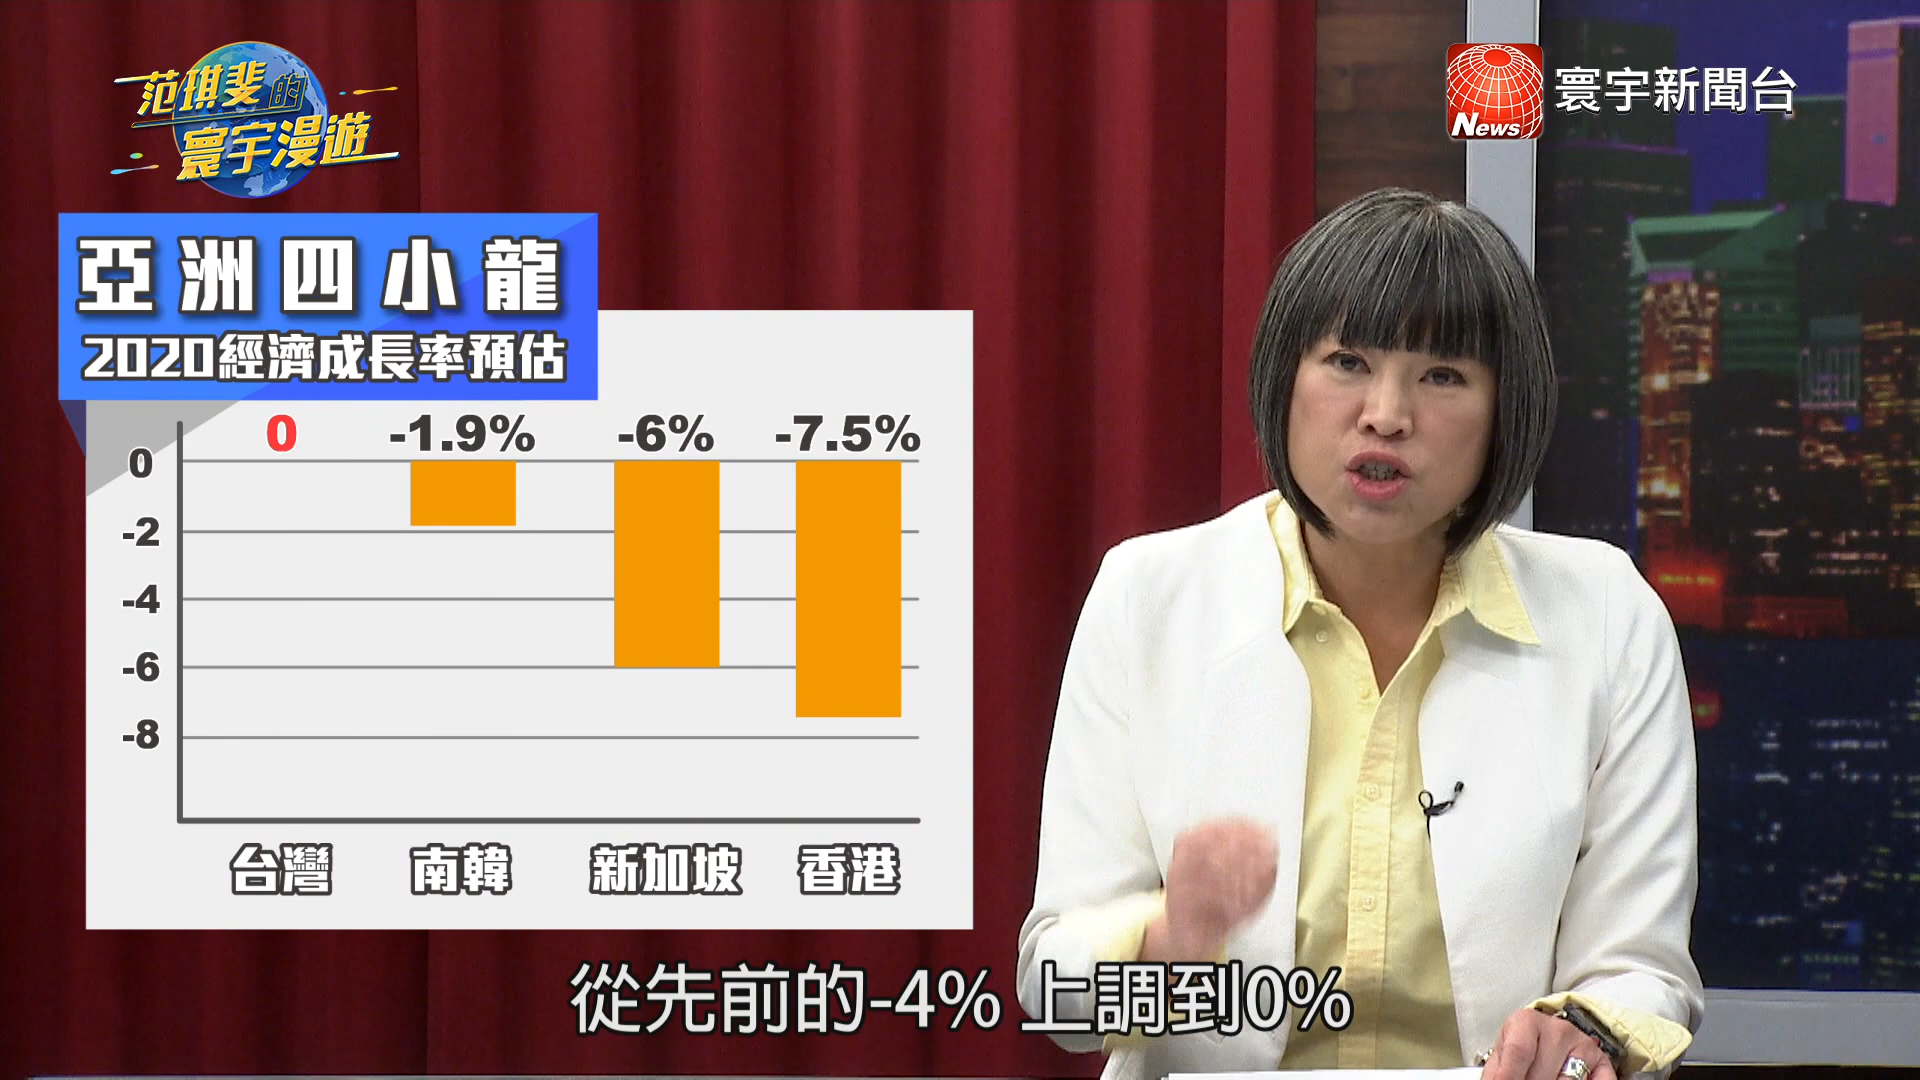 范琪斐的
寰宇漫遊
News
寰宇新聞台
亞洲四小龍
2020經濟成長率預估
0 -1.9% -6% -7.5%
0
-2
-4
-6
-8
台灣 南韓 新加坡 香港
從先前的-4% 上調到0%